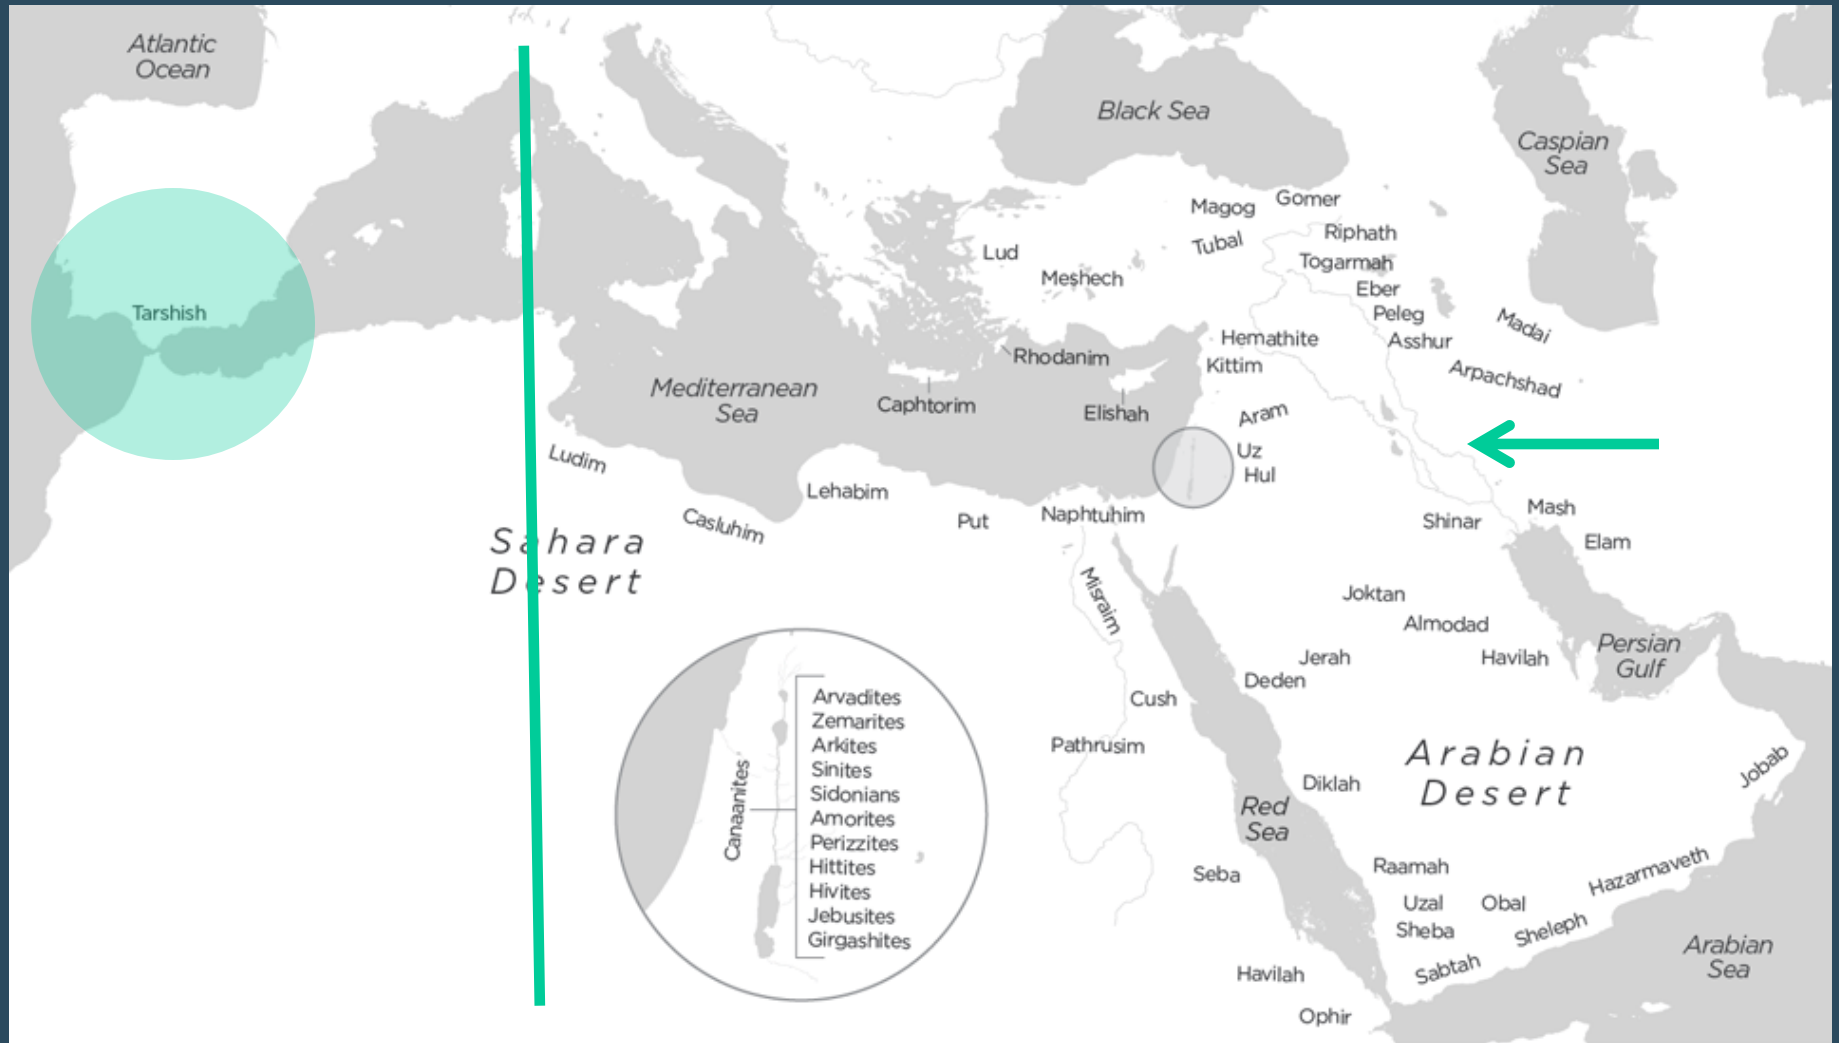 Atlantic
Ocean
Black Sea
Caspian
Sea
Magog
Gomer
Tubal
Riphath
Lud
Togarmah
Meshech
Eber
Peleg
Madai
Tarshish
Hemathite
Asshur
Rhodanim
Kittim
Arpachshad
Mediterranean
Sea
Caphtorim
Elishah
Aram
Ludim
Uz
Hul
Lehabim
Casluhim
Put
Naphtuhim
Shinar
Mash
Elam
Sahara
Desert
Misraim
Joktan
Almodad
Jerah
Havilah
Persian
Gulf
Deden
Cush
Pathrusim
Arabian
Desert
Jobab
Diklah
Red
Sea
Canaanites
Arvadites
Zemarites
Arkites
Sinites
Sidonians
Amorites
Perizzites
Hittites
Hivites
Jebusites
Girgashites
Seba
Raamah
Hazarmaveth
Uzal
Obal
Sheba
Sheleph
Sabtah
Arabian
Sea
Havilah
Ophir